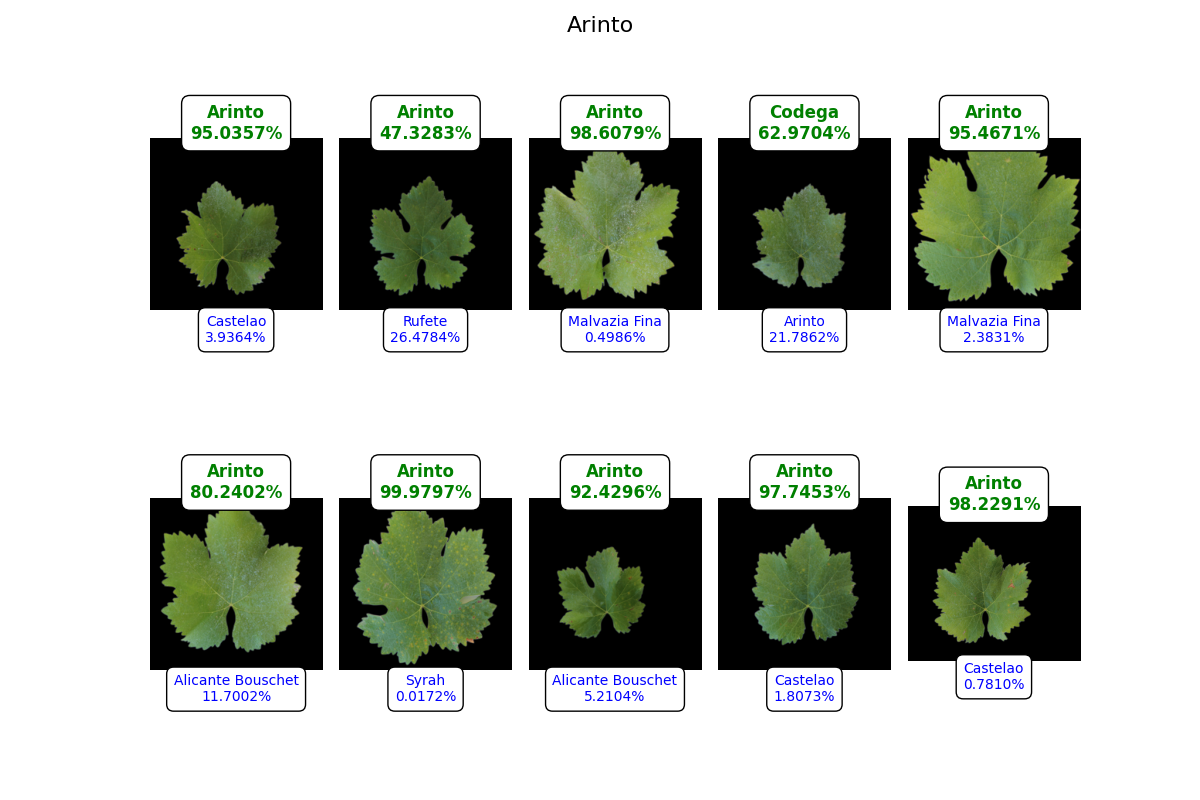 Arinto
Arinto
95.0357%
Arinto
47.3283%
Arinto
98.6079%
Codega
62.9704%
Arinto
95.4671%
Castelao
3.9364%
Rufete
26.4784%
Malvazia Fina
0.4986%
Arinto
21.7862%
Malvazia Fina
2.3831%
Arinto
80.2402%
Arinto
99.9797%
Arinto
92.4296%
Arinto
97.7453%
Arinto
98.2291%
Alicante Bouschet
11.7002%
Syrah
0.0172%
Alicante Bouschet
5.2104%
Castelao
1.8073%
Castelao
0.7810%